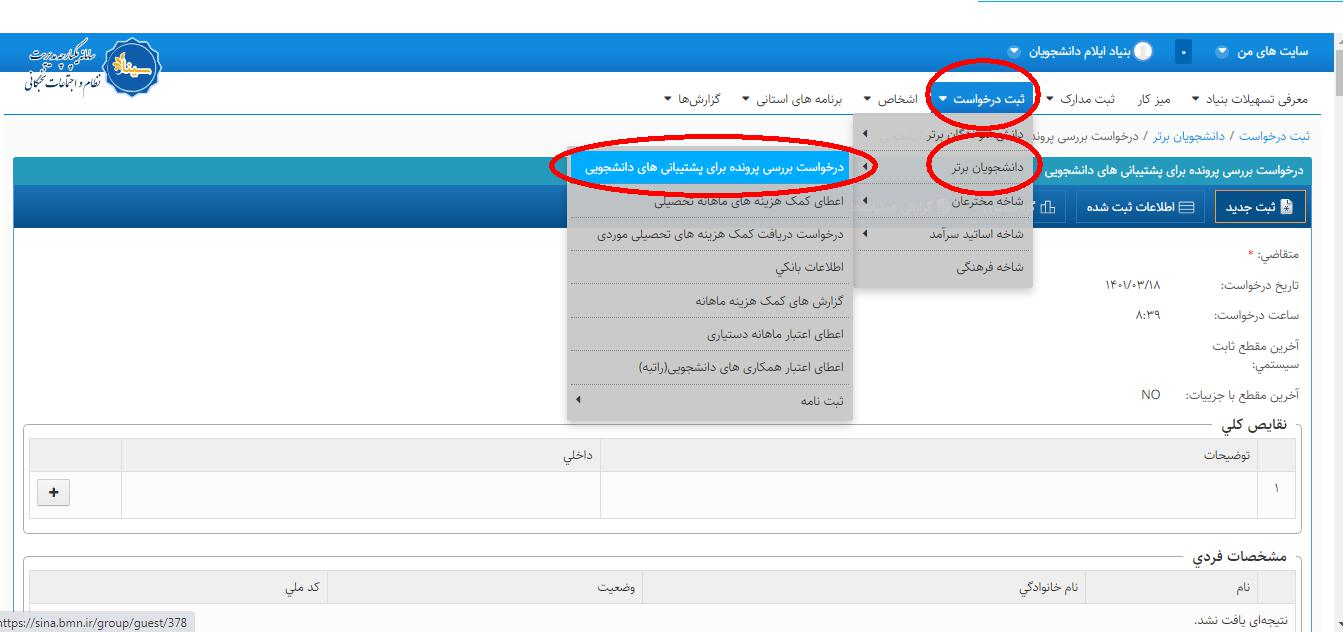 سایت های من
۰
بنیاد ایلام دانشجویان
سیناد
سامانه یکپارچه مدیریت
نظام و اجتماعات نخبگانی
معرفی تسهیلات بنیاد
میز کار
ثبت مدارک
ثبت درخواست
اشخاص
برنامه های استانی
گزارش‌ها
ثبت درخواست / دانشجویان برتر / درخواست بررسی
برتر
دانشجویان برتر
شاخه مخترعان
شاخه اساتید سرآمد
شاخه فرهنگی
درخواست بررسی پرونده برای پشتیبانی های دانشجویی
اعطای کمک هزینه های ماهانه تحصیلی
درخواست دریافت کمک هزینه های تحصیلی موردی
اطلاعات بانکي
گزارش های کمک هزینه ماهانه
اعطای اعتبار ماهانه دستیاری
اعطای اعتبار همکاری های دانشجویی(راتبه)
ثبت نامه
درخواست بررسی پرونده برای پشتیبانی های دانشجویی
ثبت جدید
اطلاعات ثبت شده
متقاضي: *
تاریخ درخواست: ۱۴۰۱/۰۳/۱۸
ساعت درخواست: ۸:۳۹
آخرین مقطع ثابت
سیستمي:
آخرین مقطع با جزییات: NO
نقایص کلي
توضیحات
داخلي
۱
+
مشخصات فردي
نام
نام خانوادگي
وضعیت
کد ملي
نتیجه‌ای یافت نشد.
https://sina.bmn.ir/group/guest/378